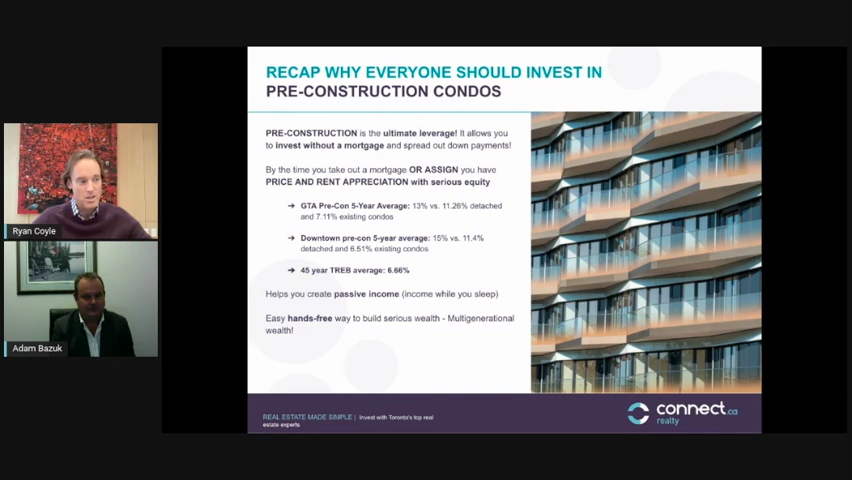 RECAP WHY EVERYONE SHOULD INVEST IN
PRE-CONSTRUCTION CONDOS
PRE-CONSTRUCTION is the ultimate leverage! It allows you
to invest without a mortgage and spread out down payments!
By the time you take out a mortgage OR ASSIGN you have
PRICE AND RENT APPRECIATION with serious equity
➔ GTA Pre-Con 5-Year Average: 13% vs. 11.26% detached
and 7.11% existing condos
➔ Downtown pre-con 5-year average: 15% vs. 11.4%
detached and 6.51% existing condos
➔ 45 year TREB average: 6.66%
Helps you create passive income (income while you sleep)
Easy hands-free way to build serious wealth - Multigenerational
wealth!
REAL ESTATE MADE SIMPLE | Invest with Toronto's top real
estate experts
connect.ca
realty
Ryan Coyle
Adam Bazuk